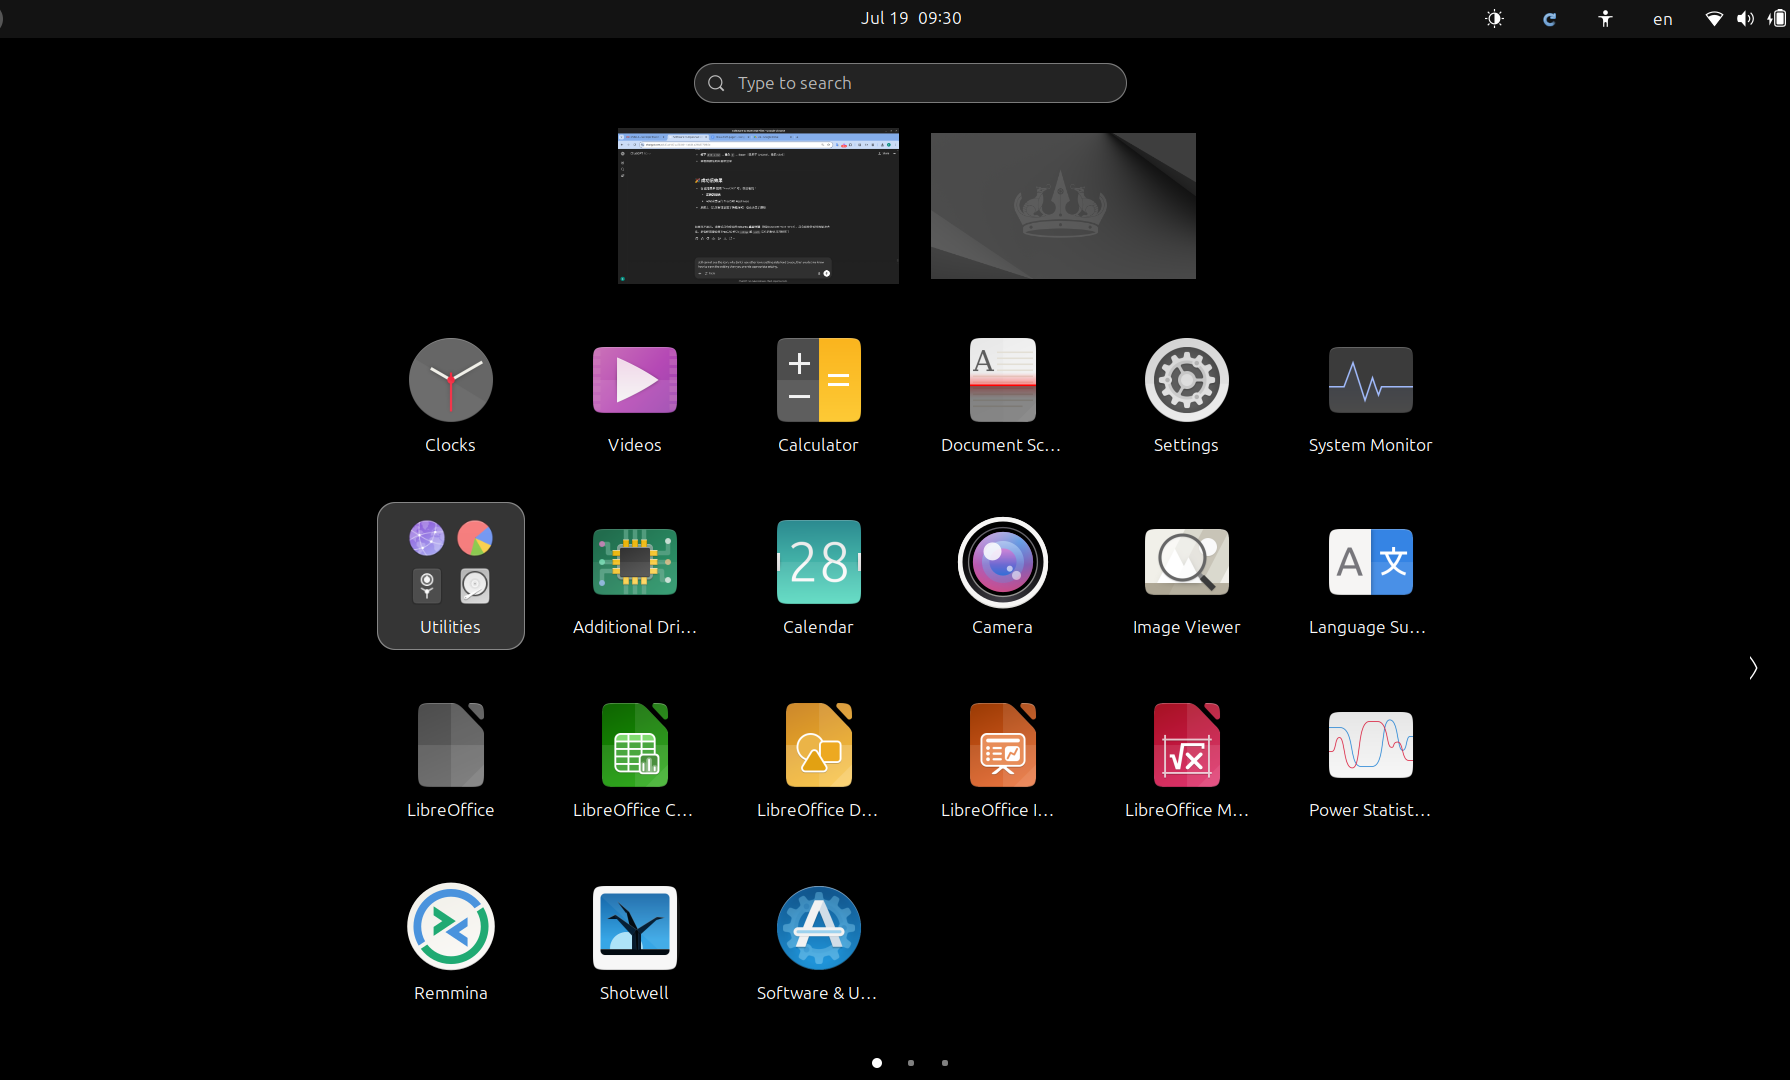 Jul 19 09:30
en
Type to search
Clocks
Videos
Calculator
Document Sc...
Settings
System Monitor
Utilities
Additional Dri...
28
Calendar
Camera
Image Viewer
A 文
Language Su...
LibreOffice
LibreOffice C...
LibreOffice D...
LibreOffice I...
LibreOffice M...
Power Statist...
Remmina
Shotwell
Software & U...